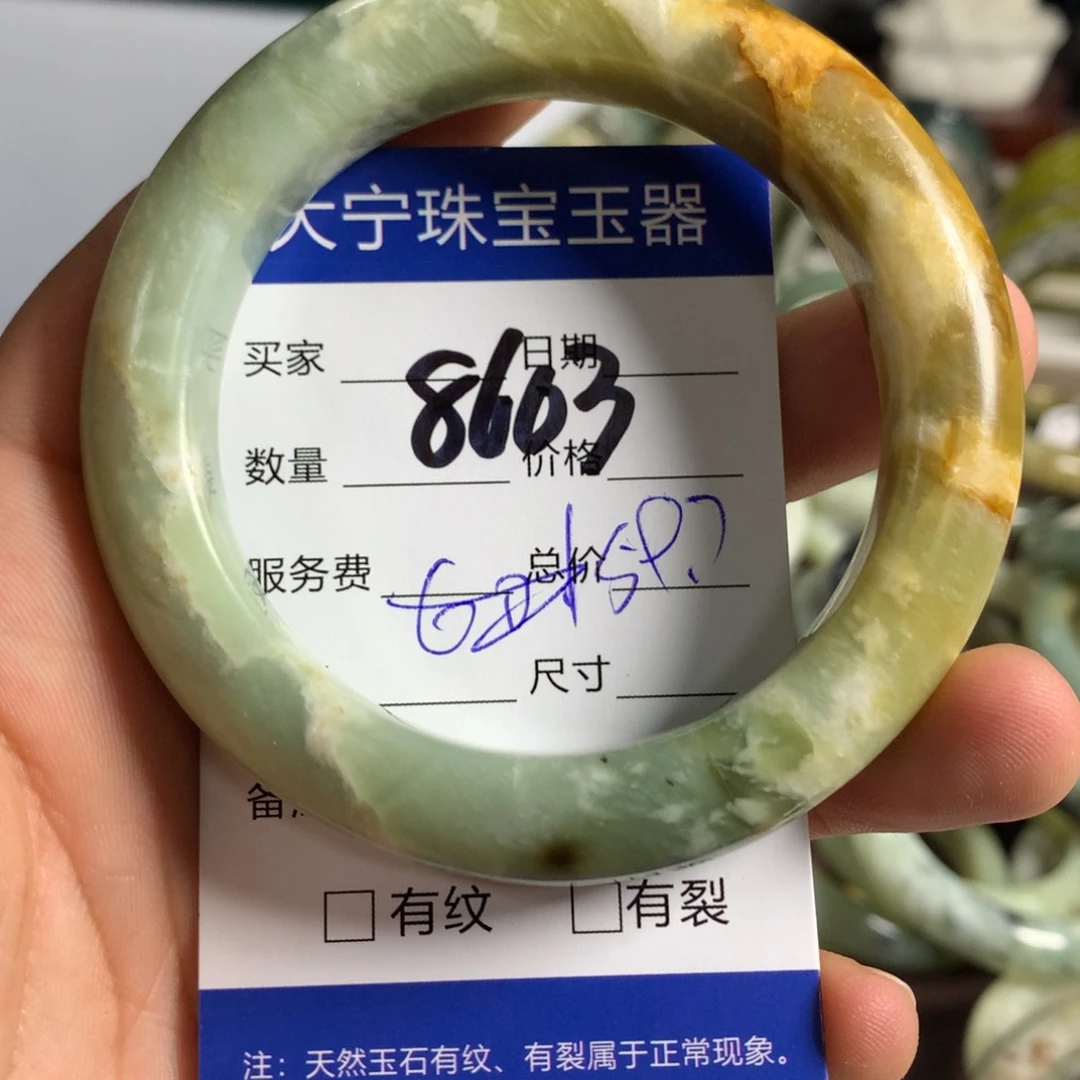 大宁珠宝玉器
买家 日期
8603
数量 价格
服务费 总价
尺寸
备
有纹 有裂
注：天然玉石有纹、有裂属于正常现象。